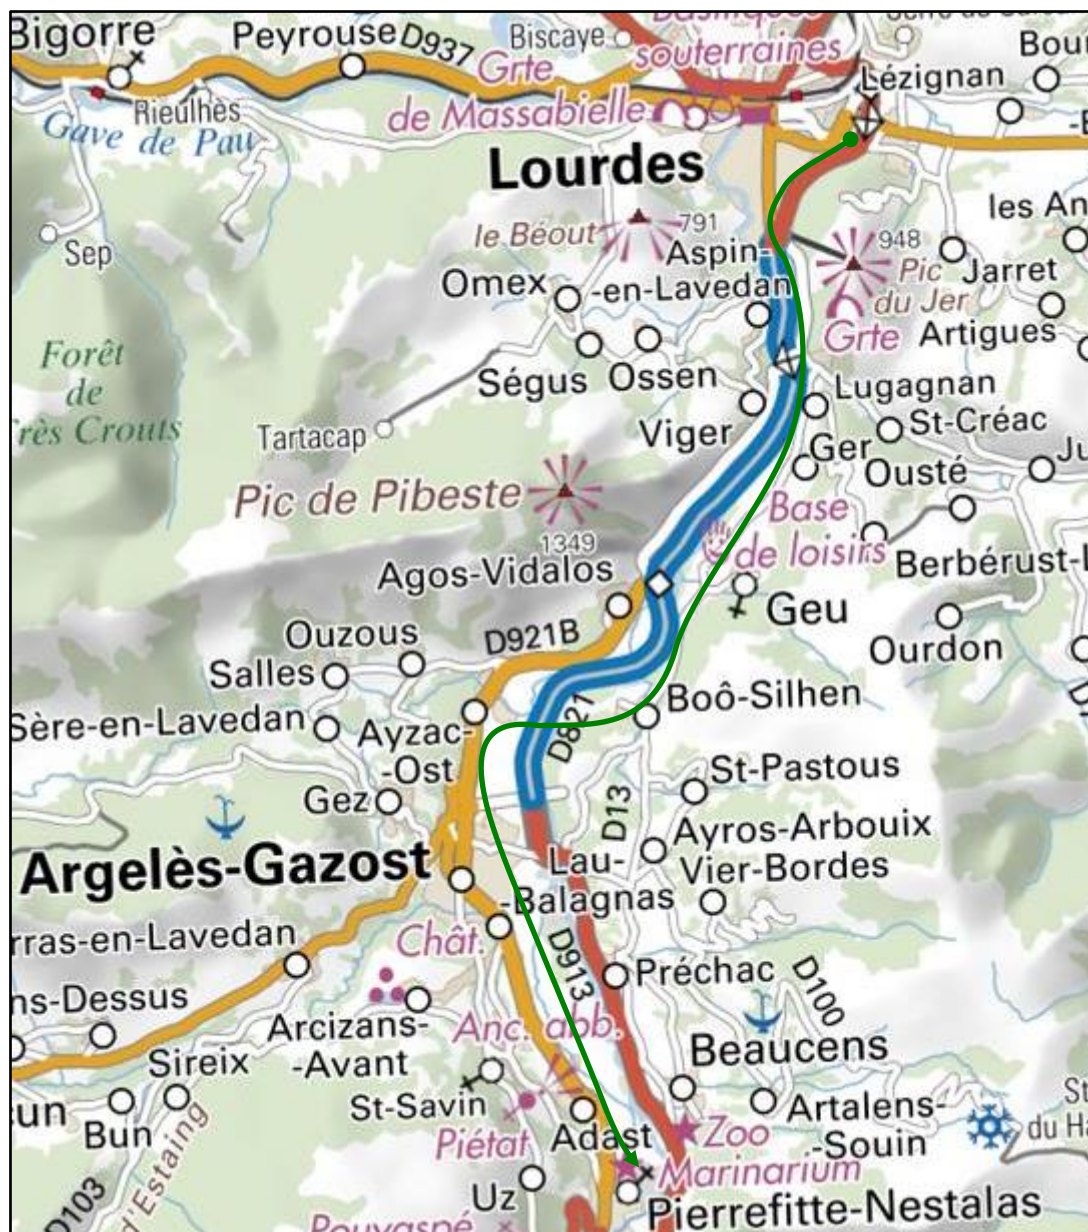 Bigorre
Peyrouse
D937
Biscaye
souterraines
Grte
de Massabielle
Lézignan
Rieulhès
Gave de Pau
Lourdes
le Béout
791
Aspin-
-en-Lavedan
948
Pic
du Jer
Grte
Jarret
Artigues
les An
Sep
Omex
Ségus
Ossen
Forêt
de
Très Crouts
Tartacap
Viger
Lugagnan
St-Créac
Ger
Ousté
Ju
Pic de Pibeste
1349
Base
de loisirs
Berbérust-L
Agos-Vidalos
Geu
Ourdon
D921B
Ouzous
Salles
Sère-en-Lavedan
Ayzac-
-Ost
Boô-Silhen
D821
Gez
St-Pastous
D13
Ayros-Arbouix
Argelès-Gazost
Lau-
-Balagnas
Vier-Bordes
rras-en-Lavedan
Chât.
D913
Préchac
D100
ns-Dessus
Arcizans-
-Avant
Anc. abb.
Beaucens
Sireix
St-Savin
Artalens-
-Souin
cun
Bun
d'Estaing
D103
Piétat
Adast
Zoo
Marinarium
Uz
Pierrefitte-Nestalas
St
du Ha